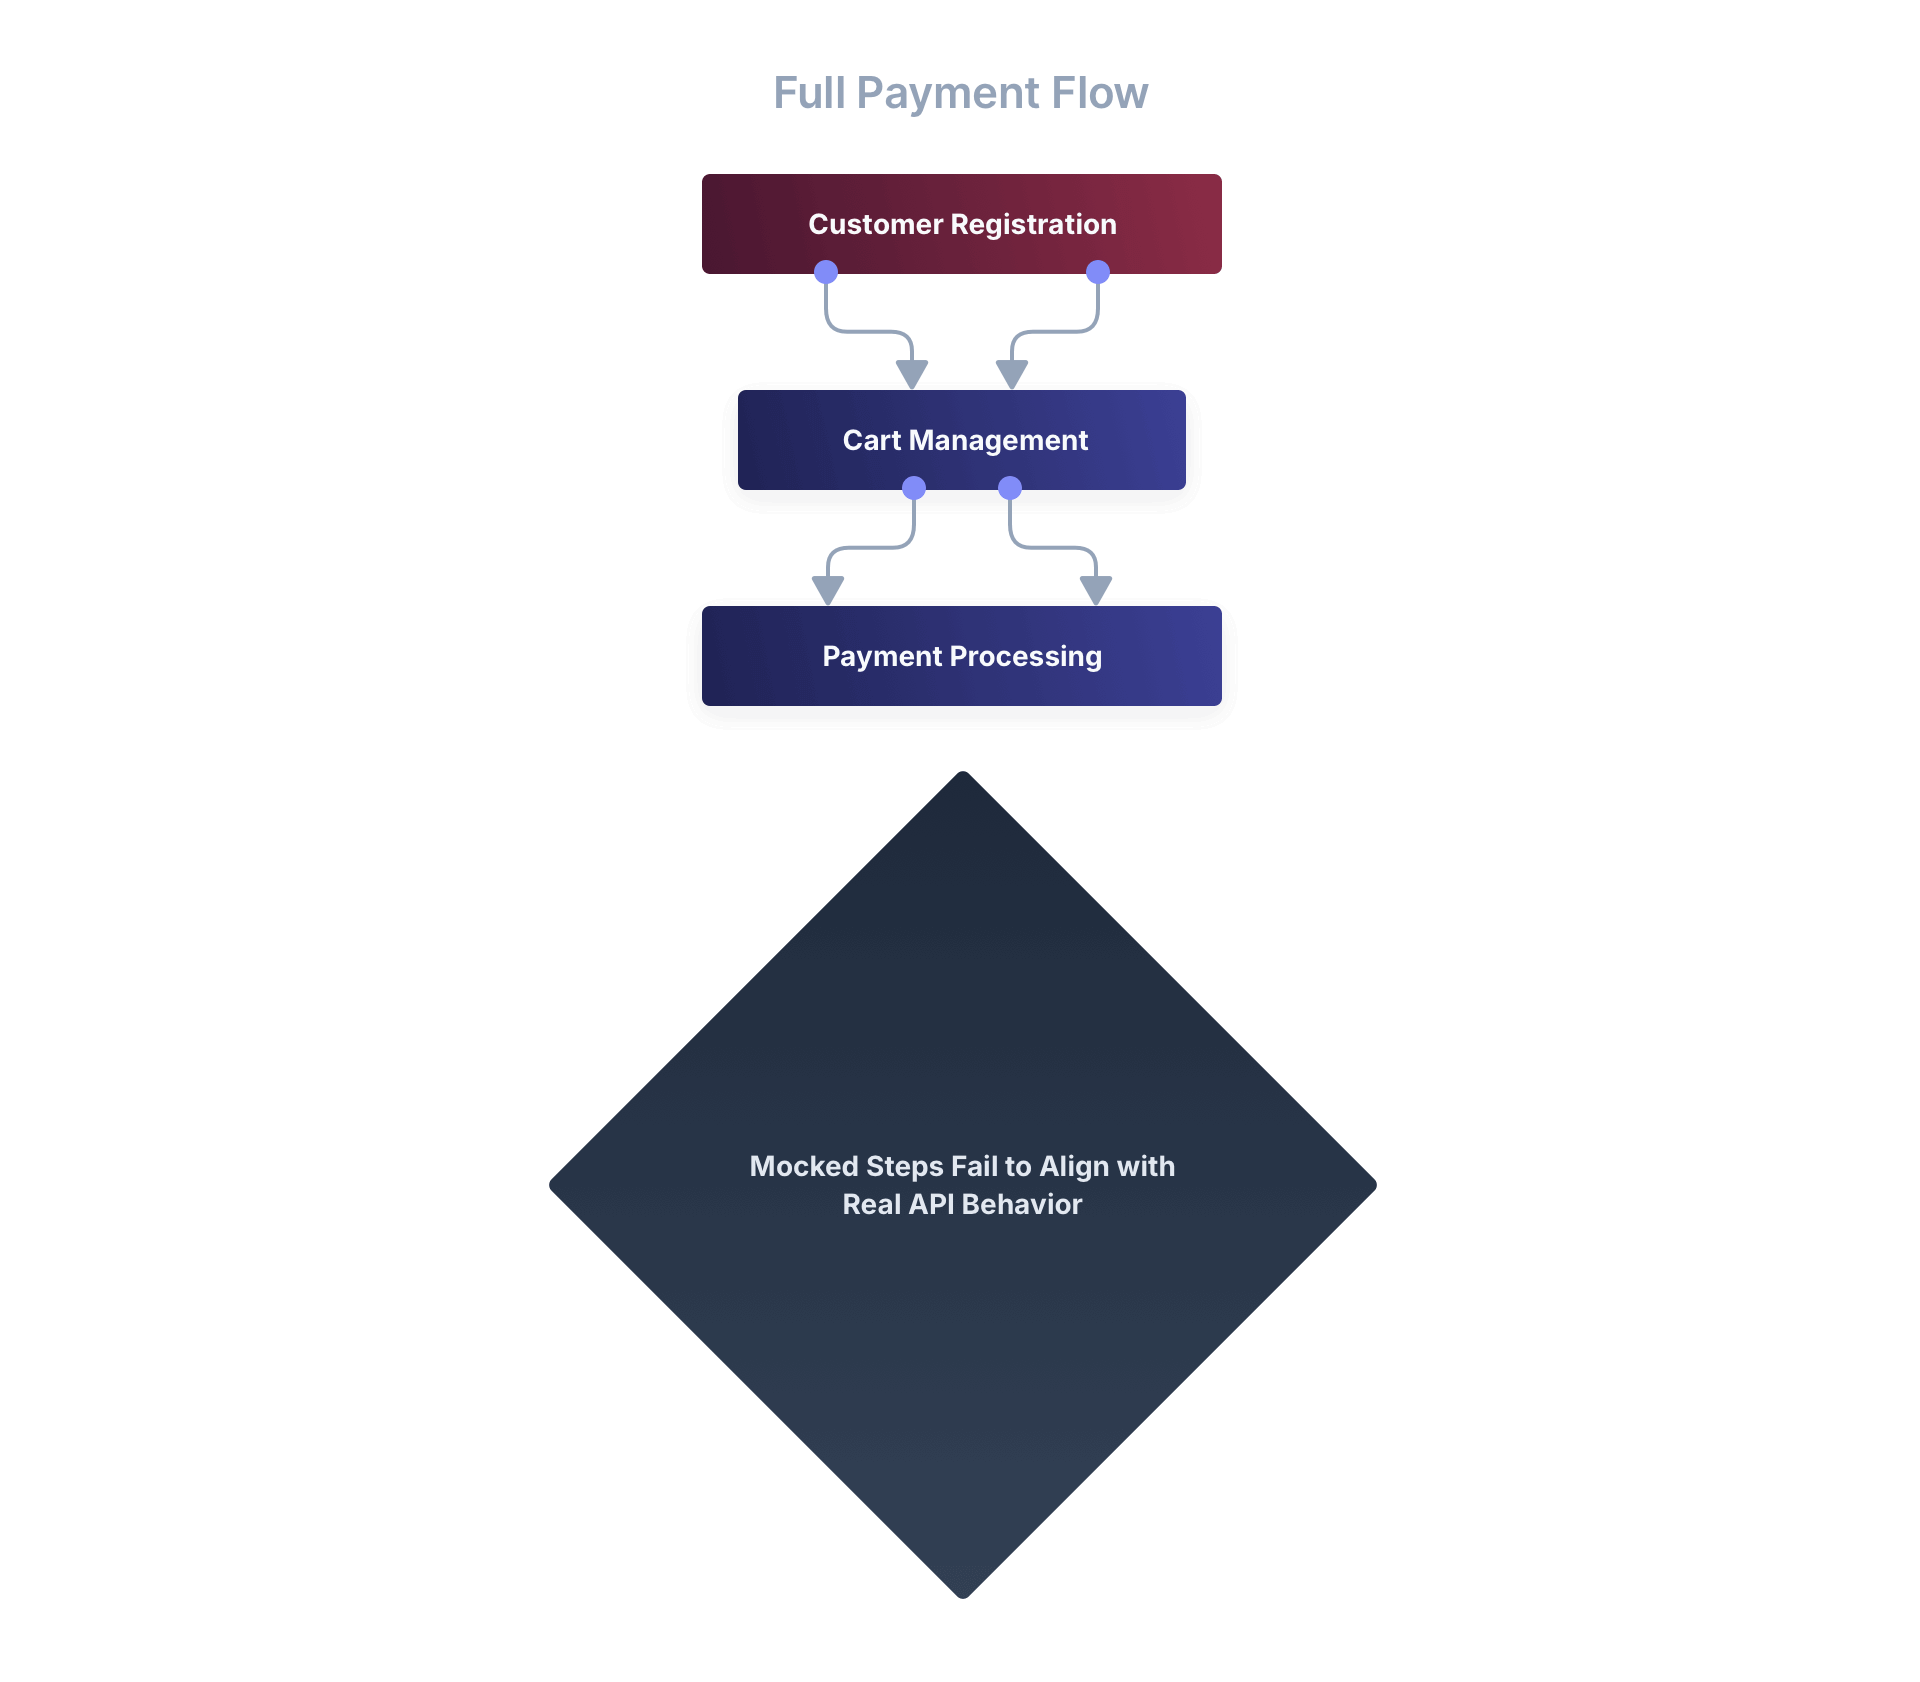 Full Payment Flow
Customer Registration
Cart Management
Payment Processing
Mocked Steps Fail to Align with
Real API Behavior